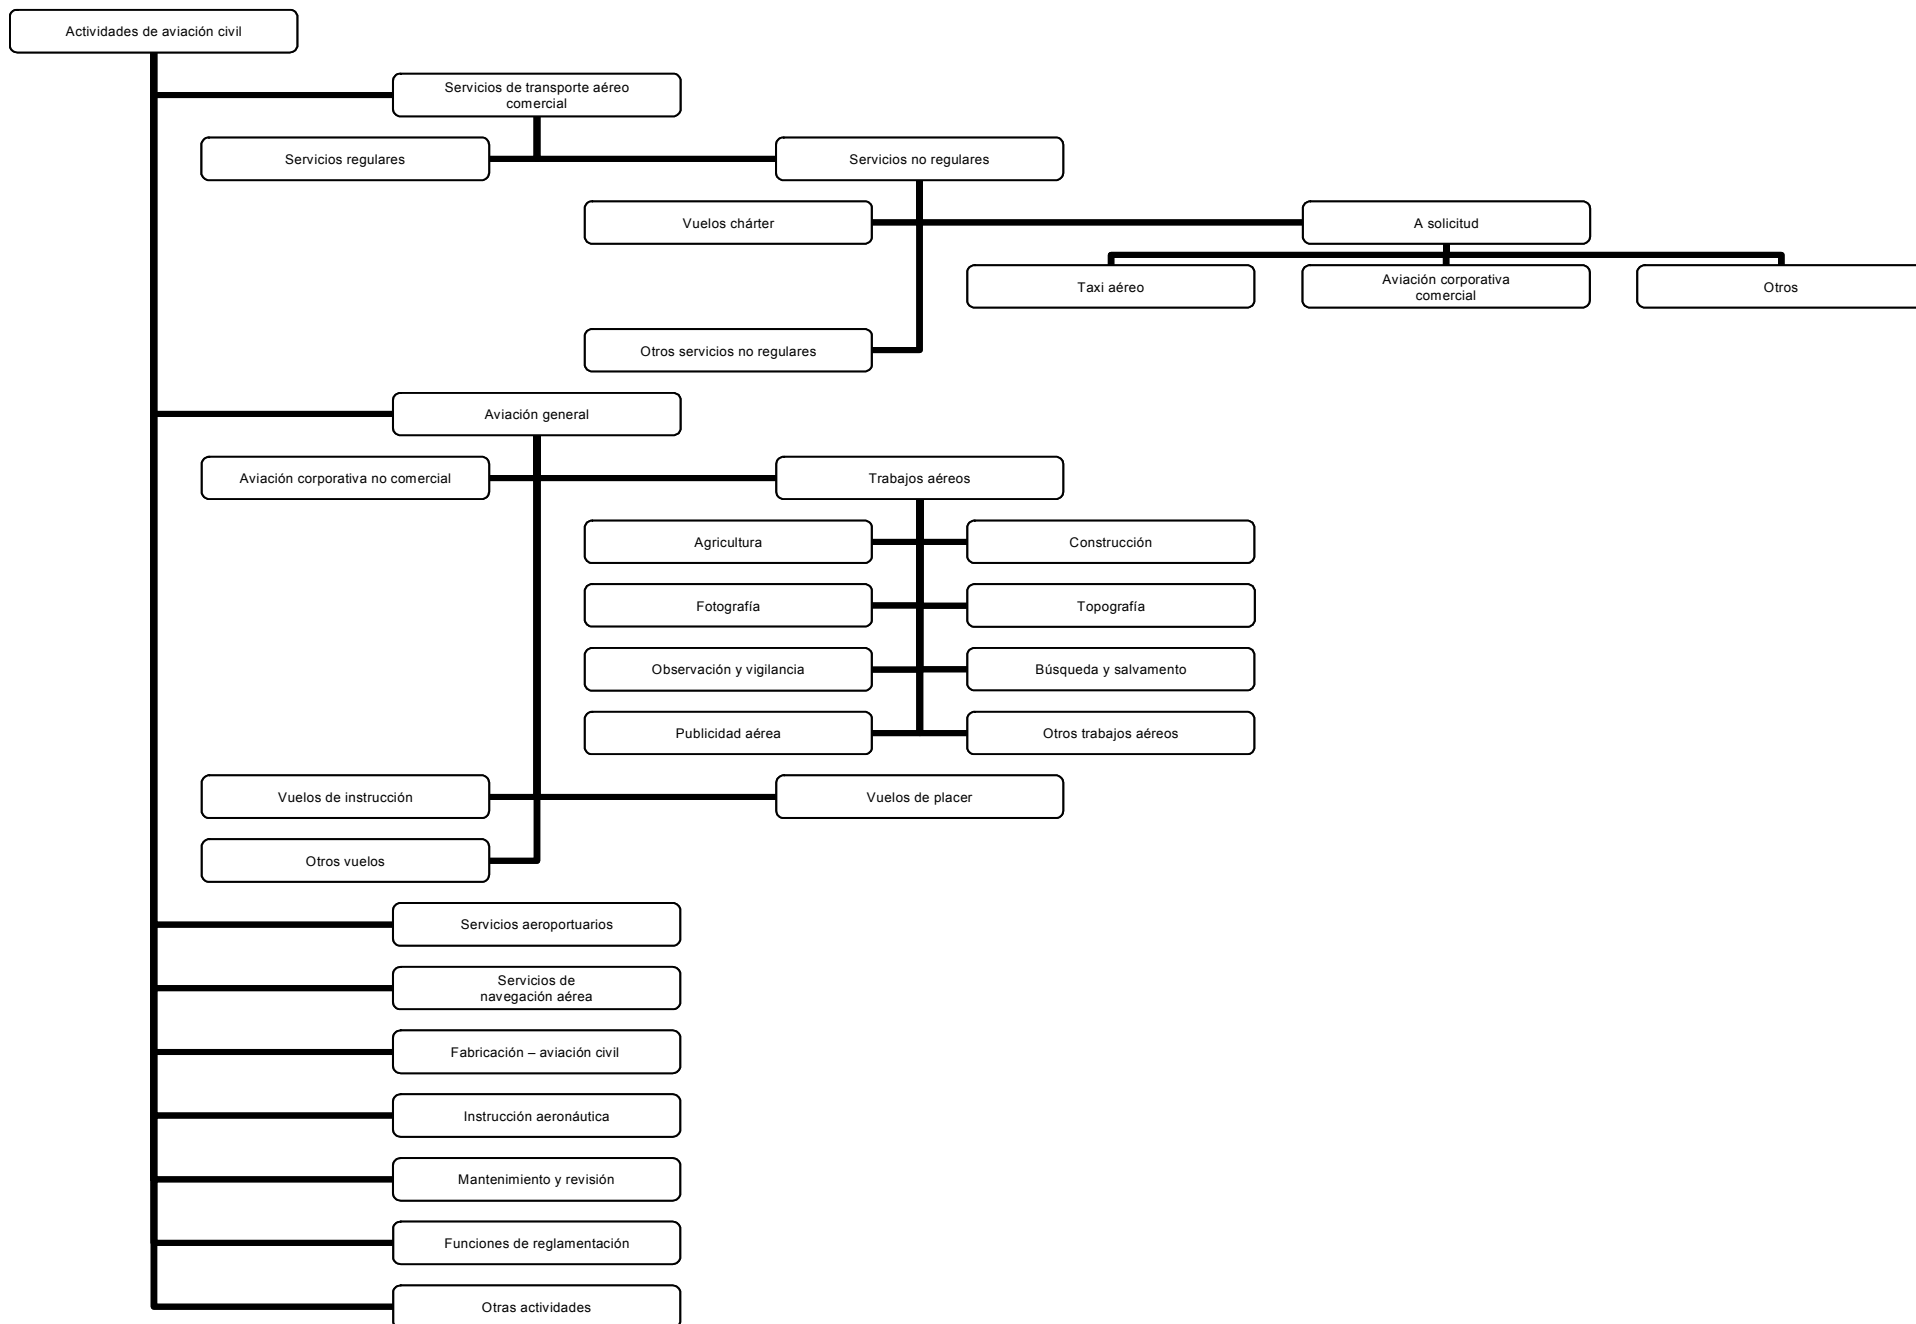 Actividades de aviación civil
Servicios de transporte aéreo
comercial
Servicios regulares
Servicios no regulares
Vuelos chárter
A solicitud
Taxi aéreo
Aviación corporativa
comercial
Otros
Otros servicios no regulares
Aviación general
Aviación corporativa no comercial
Trabajos aéreos
Agricultura
Construcción
Fotografía
Topografía
Observación y vigilancia
Búsqueda y salvamento
Publicidad aérea
Otros trabajos aéreos
Vuelos de instrucción
Vuelos de placer
Otros vuelos
Servicios aeroportuarios
Servicios de
navegación aérea
Fabricación – aviación civil
Instrucción aeronáutica
Mantenimiento y revisión
Funciones de reglamentación
Otras actividades